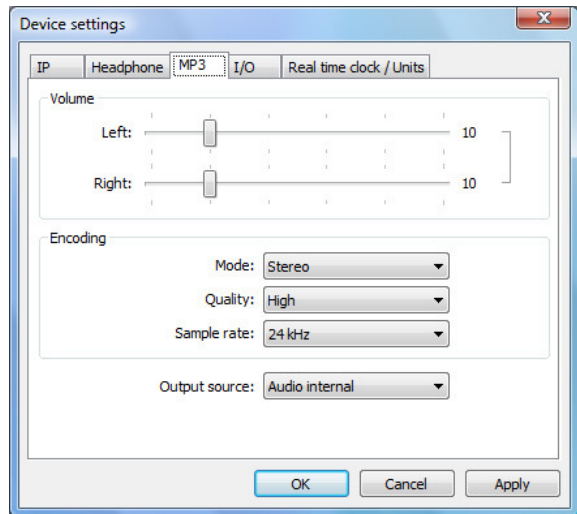 Device settings
IP Headphone MP3 I/O Real time clock / Units
Volume
Left: 10
Right: 10
Encoding
Mode: Stereo
Quality: High
Sample rate: 24 kHz
Output source: Audio internal
OK Cancel Apply